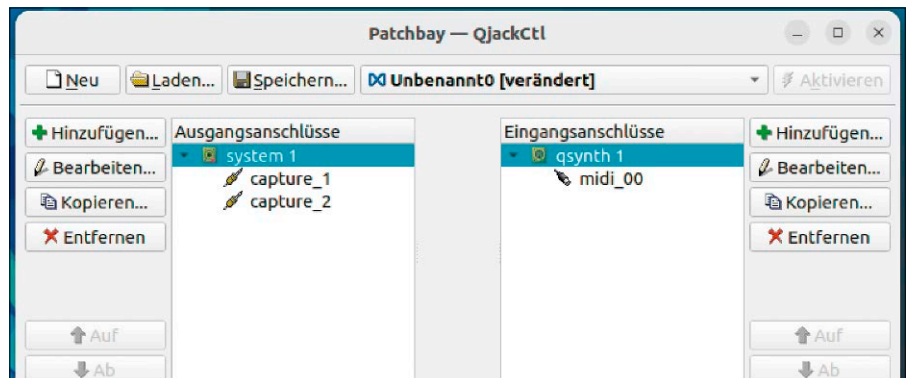 Patchbay — QjackCtl
Neu Laden... Speichern... Unbenannt0 [verändert] Aktivieren
Hinzufügen... Ausgangsanschlüsse Eingangsanschlüsse Hinzufügen...
Bearbeiten... system 1 qsynth 1 Bearbeiten...
capture_1 midi_00
Kopieren... capture_2 Kopieren...
Entfernen Entfernen
Auf Auf
Ab Ab